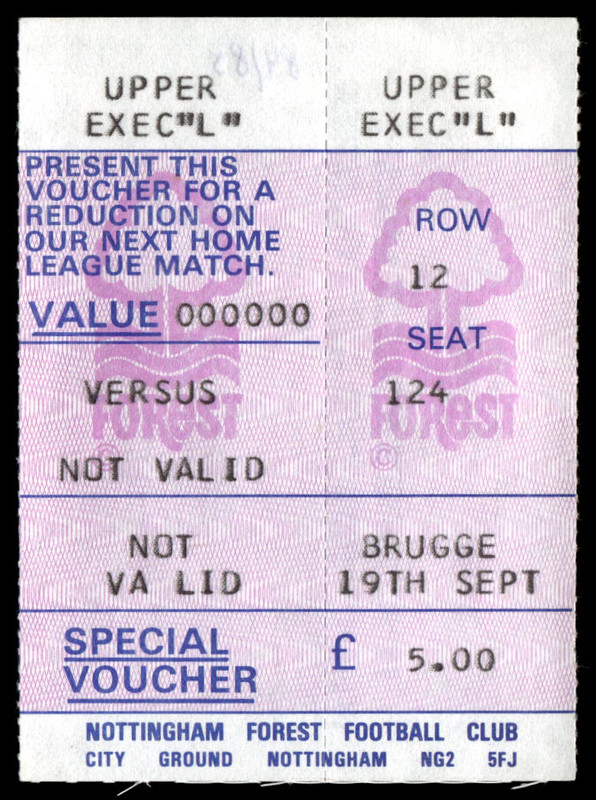 UPPER
EXEC"L"
PRESENT THIS
VOUCHER FOR A
REDUCTION ON
OUR NEXT HOME
LEAGUE MATCH.
VALUE 000000
VERSUS
NOT VALID
NOT
VA LID
SPECIAL
VOUCHER
FOREST
©
UPPER
EXEC"L"
ROW
12
SEAT
124
FOREST
©
BRUGGE
19TH SEPT
£ 5.00
NOTTINGHAM FOREST FOOTBALL CLUB
CITY GROUND NOTTINGHAM NG2 5FJ